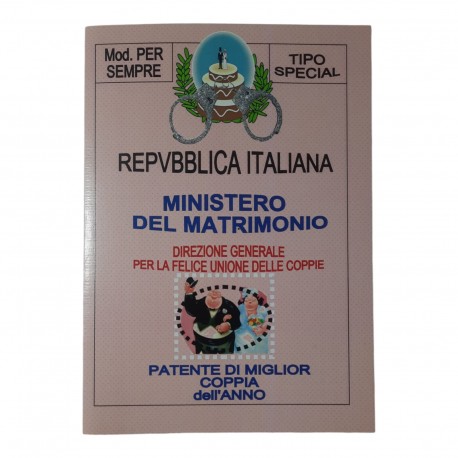 Mod. PER
SEMPRE
TIPO
SPECIAL
REPVBBLICA ITALIANA
MINISTERO
DEL MATRIMONIO
DIREZIONE GENERALE
PER LA FELICE UNIONE DELLE COPPIE
PATENTE DI MIGLIOR
COPPIA
dell'ANNO